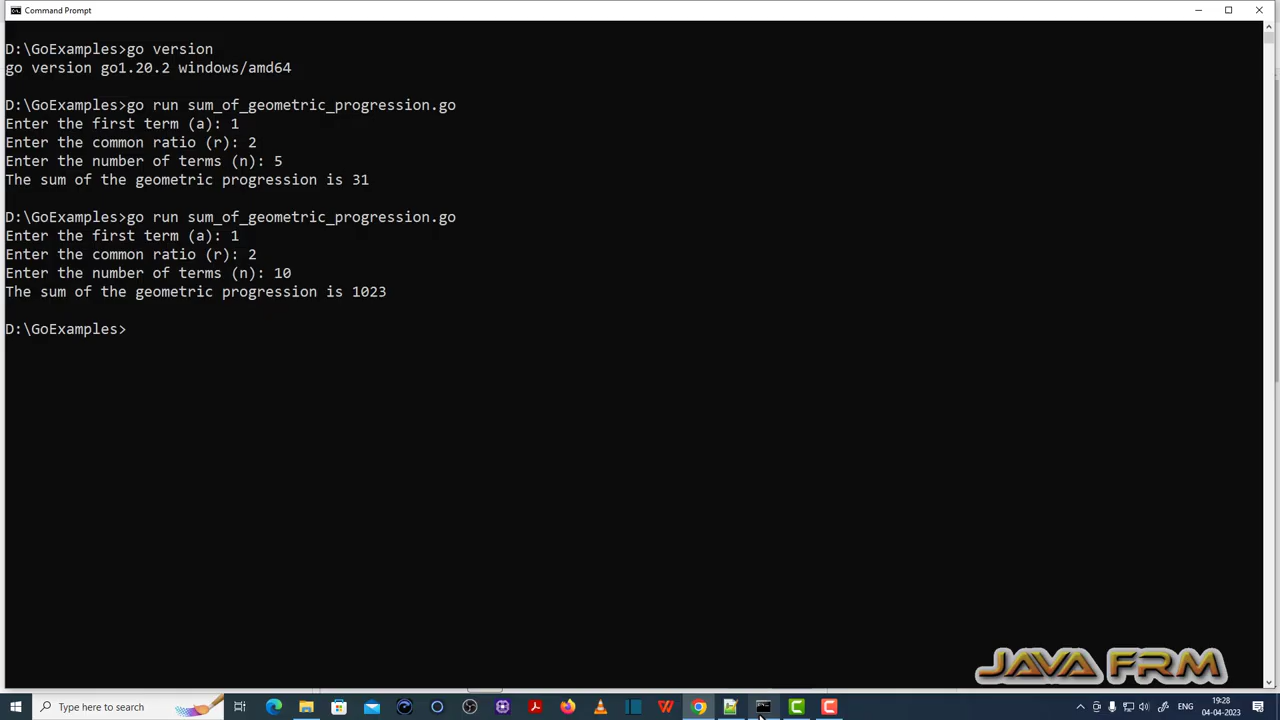 Command Prompt
D:\GoExamples>go version
go version go1.20.2 windows/amd64
D:\GoExamples>go run sum_of_geometric_progression.go
Enter the first term (a): 1
Enter the common ratio (r): 2
Enter the number of terms (n): 5
The sum of the geometric progression is 31
D:\GoExamples>go run sum_of_geometric_progression.go
Enter the first term (a): 1
Enter the common ratio (r): 2
Enter the number of terms (n): 10
The sum of the geometric progression is 1023
D:\GoExamples>
JAVA FRM
Type here to search
ENG
19:28
04-04-2023